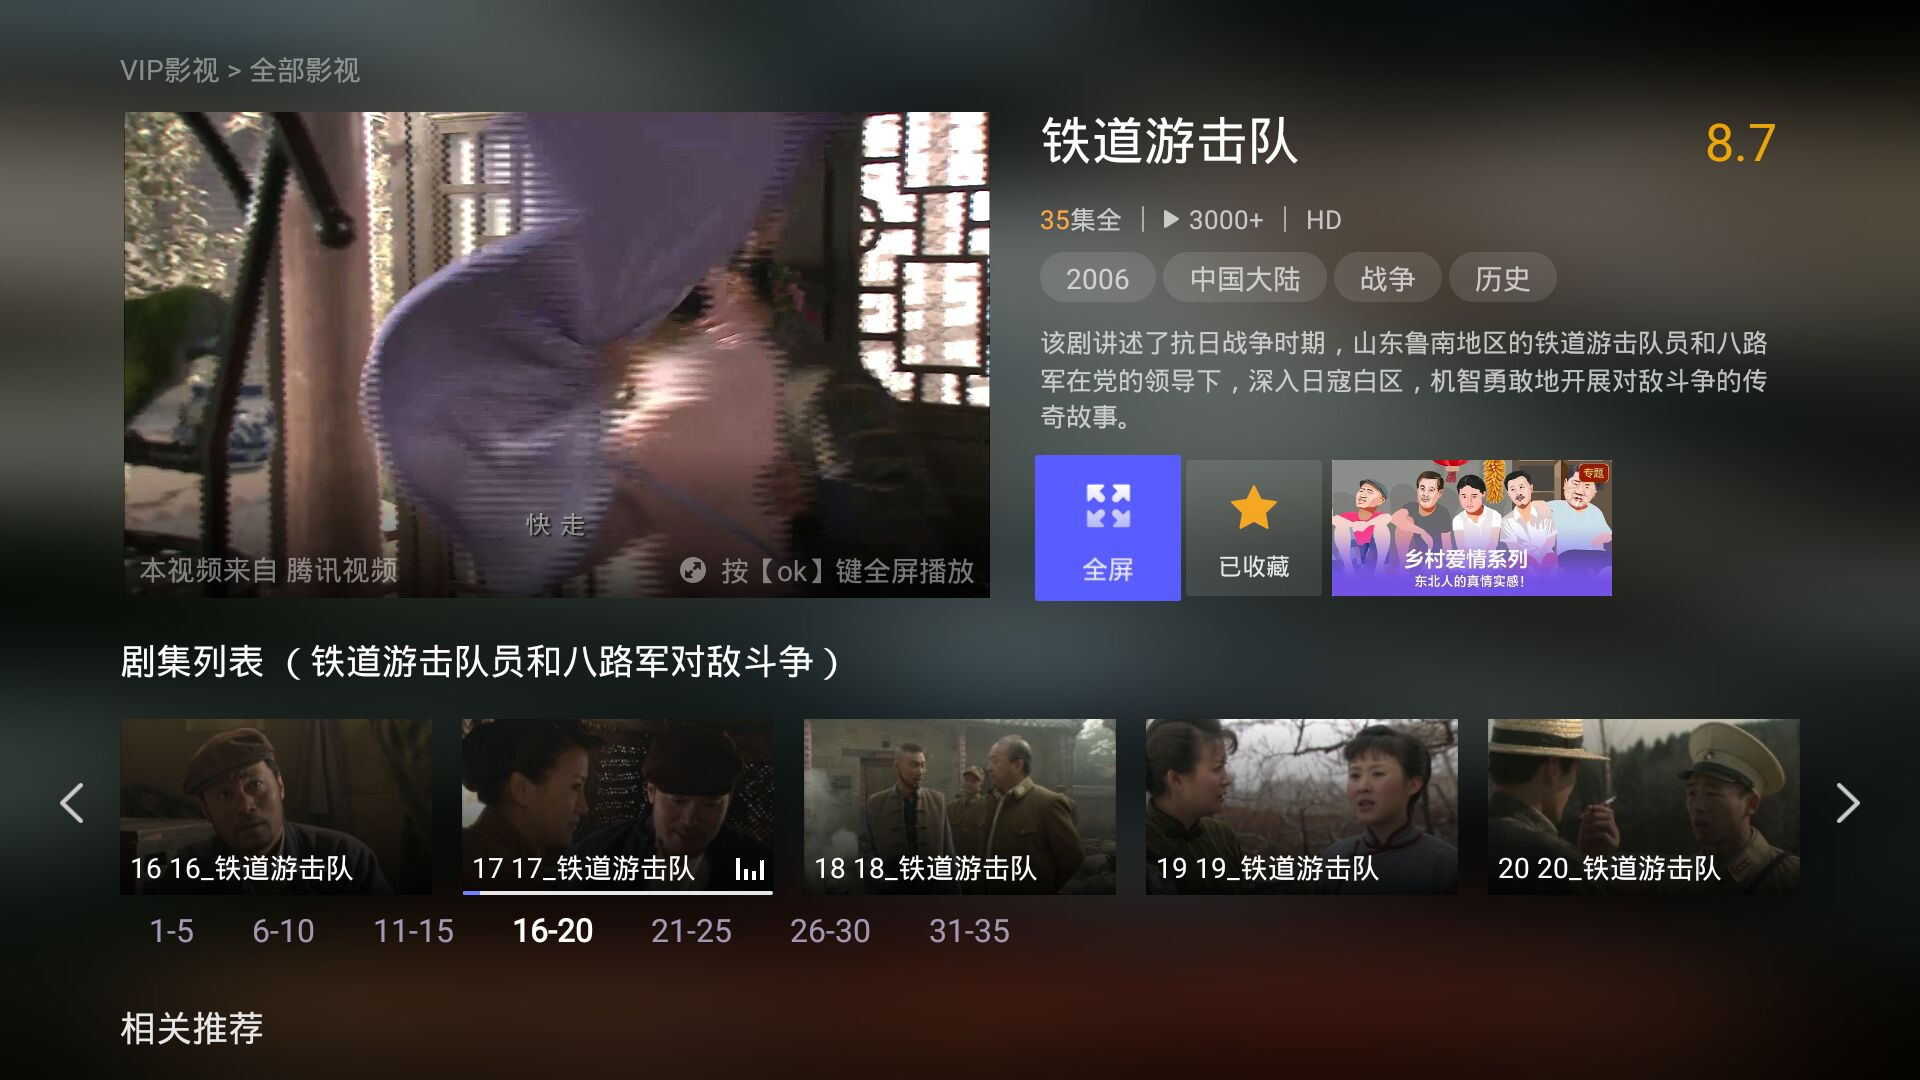 VIP影视 > 全部影视
铁道游击队
8.7
35集全 | 3000+ | HD
2006 中国大陆 战争 历史
该剧讲述了抗日战争时期，山东鲁南地区的铁道游击队员和八路
军在党的领导下，深入日寇白区，机智勇敢地开展对敌斗争的传
奇故事。
快 走
本视频来自 腾讯视频
按【ok】键全屏播放
全屏
已收藏
专题
乡村爱情系列
东北人的真情实感！
剧集列表 （铁道游击队员和八路军对敌斗争）
16 16_铁道游击队
17 17_铁道游击队
18 18_铁道游击队
19 19_铁道游击队
20 20_铁道游击队
1-5 6-10 11-15 16-20 21-25 26-30 31-35
相关推荐